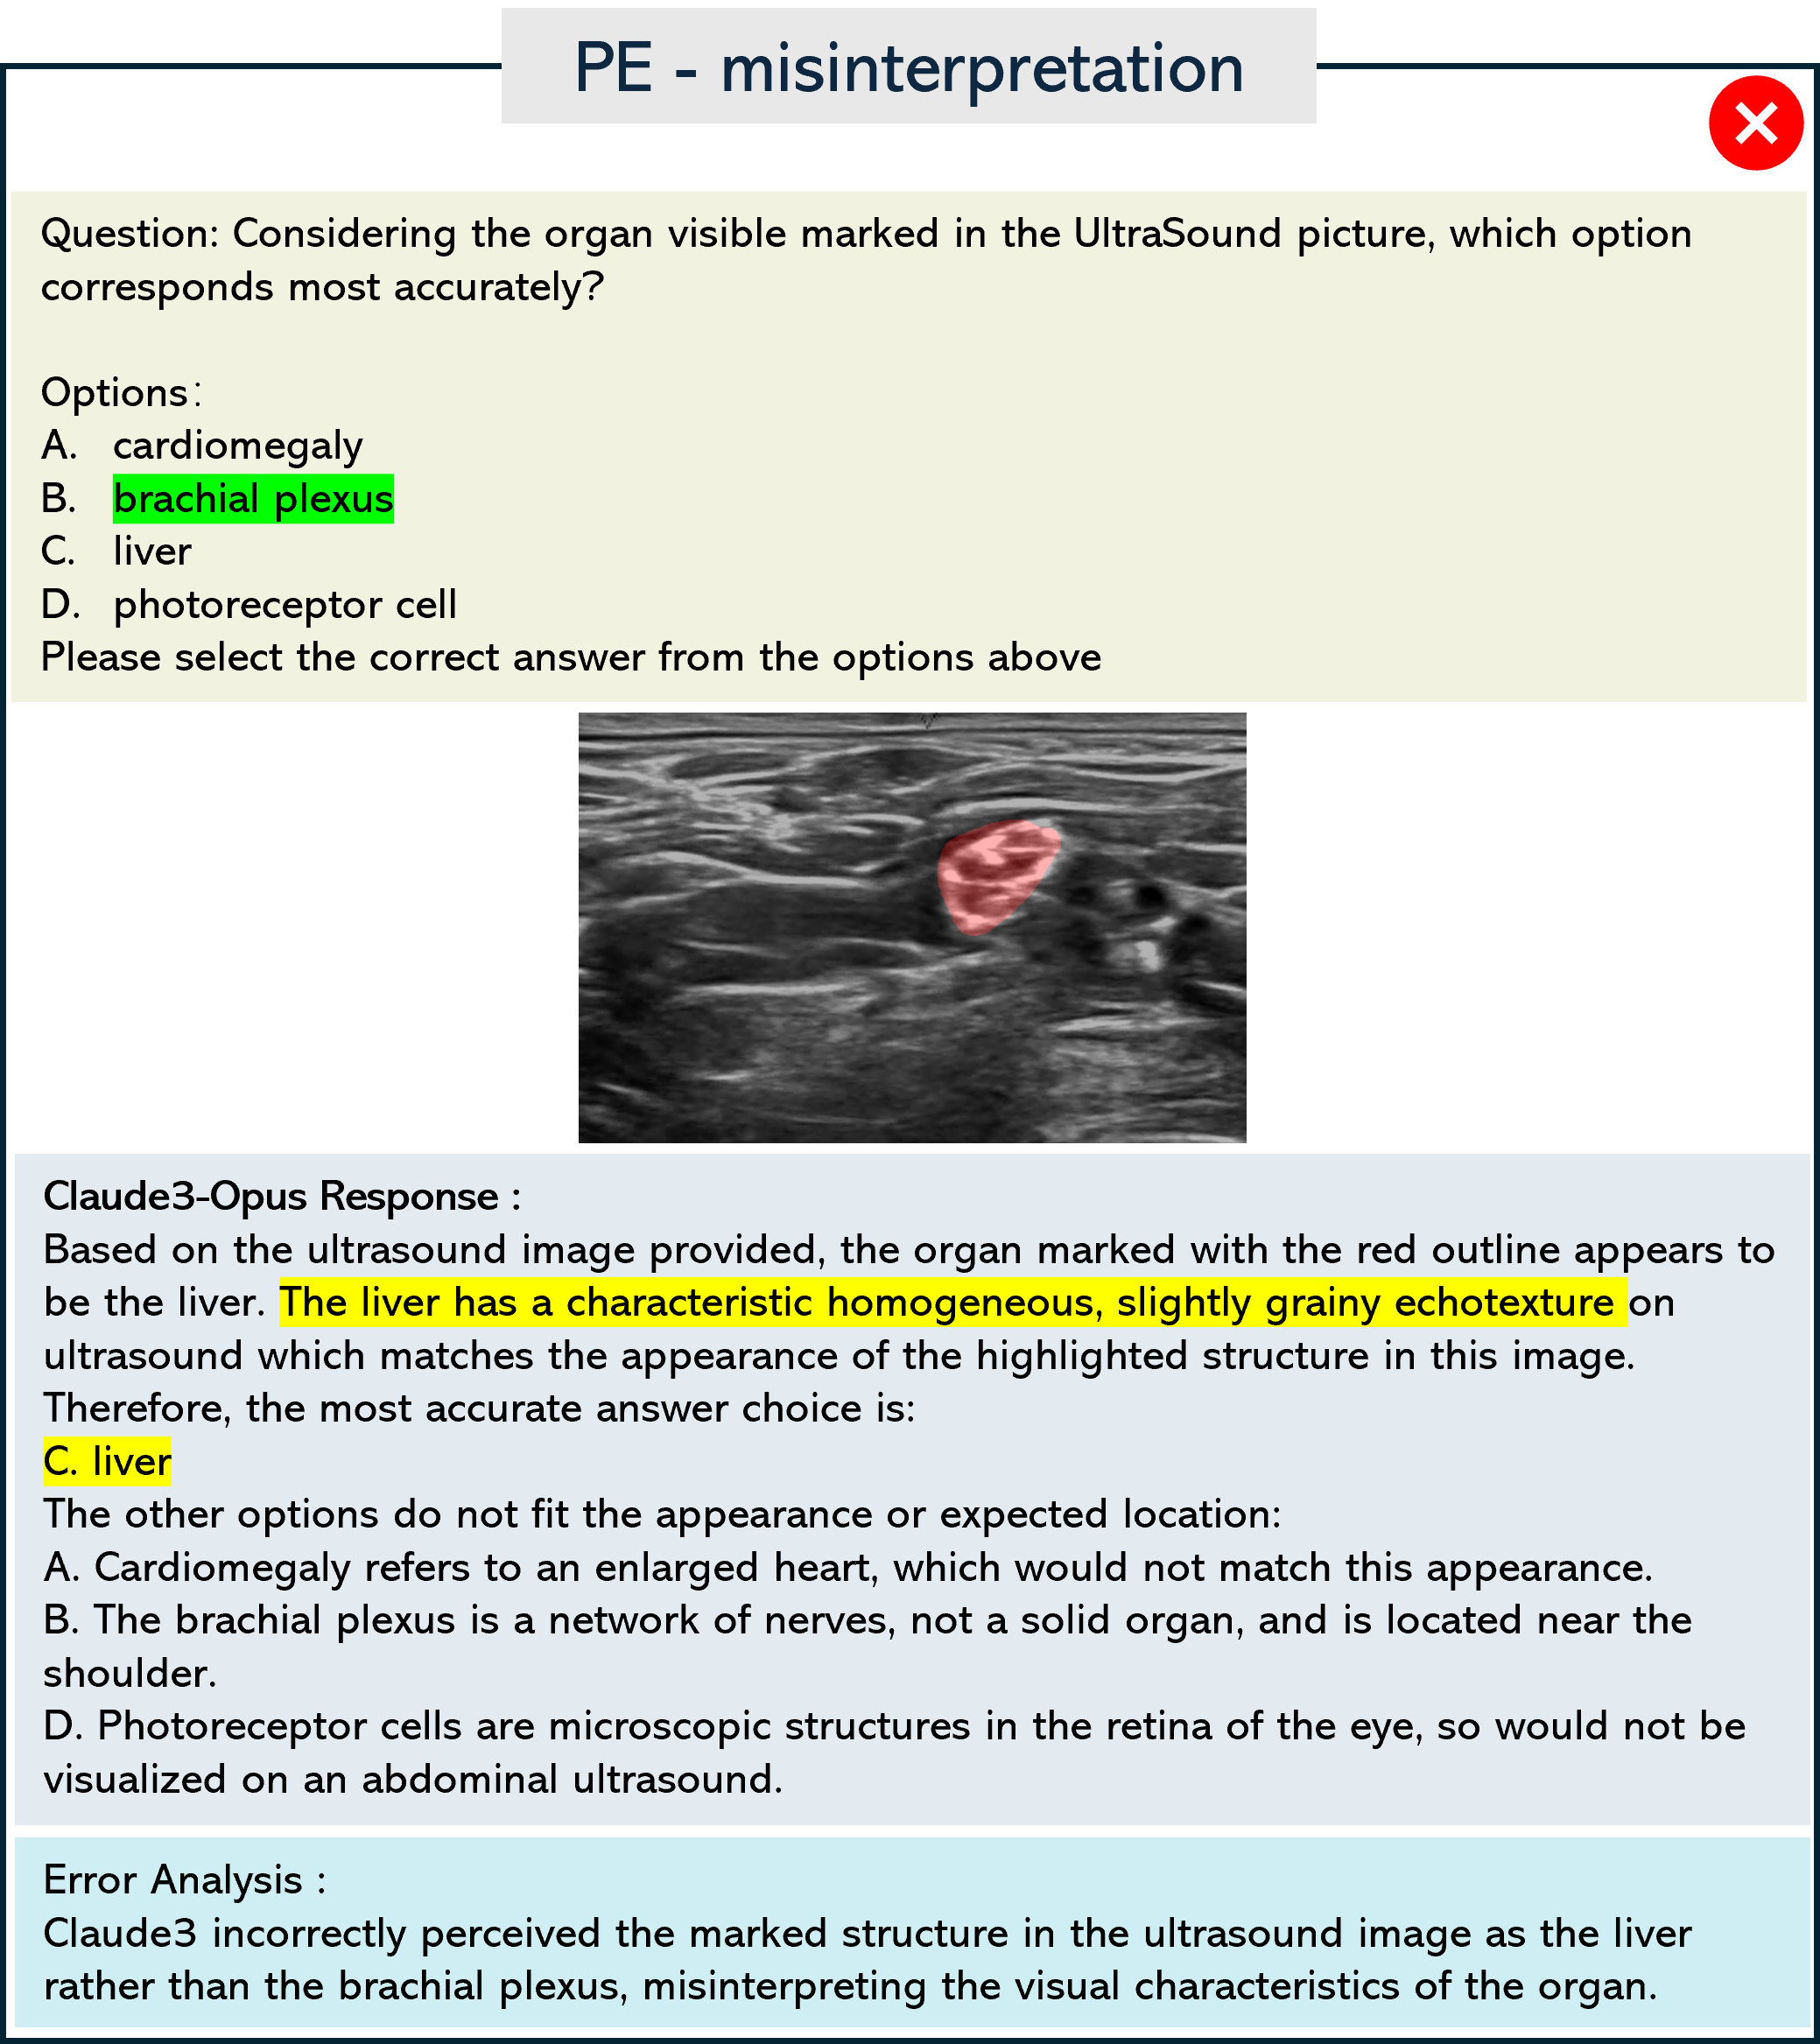 PE - misinterpretation
Question: Considering the organ visible marked in the UltraSound picture, which option
corresponds most accurately?
Options:
A. cardiomegaly
B. brachial plexus
C. liver
D. photoreceptor cell
Please select the correct answer from the options above
Claude3-Opus Response :
Based on the ultrasound image provided, the organ marked with the red outline appears to
be the liver. The liver has a characteristic homogeneous, slightly grainy echotexture on
ultrasound which matches the appearance of the highlighted structure in this image.
Therefore, the most accurate answer choice is:
C. liver
The other options do not fit the appearance or expected location:
A. Cardiomegaly refers to an enlarged heart, which would not match this appearance.
B. The brachial plexus is a network of nerves, not a solid organ, and is located near the
shoulder.
D. Photoreceptor cells are microscopic structures in the retina of the eye, so would not be
visualized on an abdominal ultrasound.
Error Analysis :
Claude3 incorrectly perceived the marked structure in the ultrasound image as the liver
rather than the brachial plexus, misinterpreting the visual characteristics of the organ.